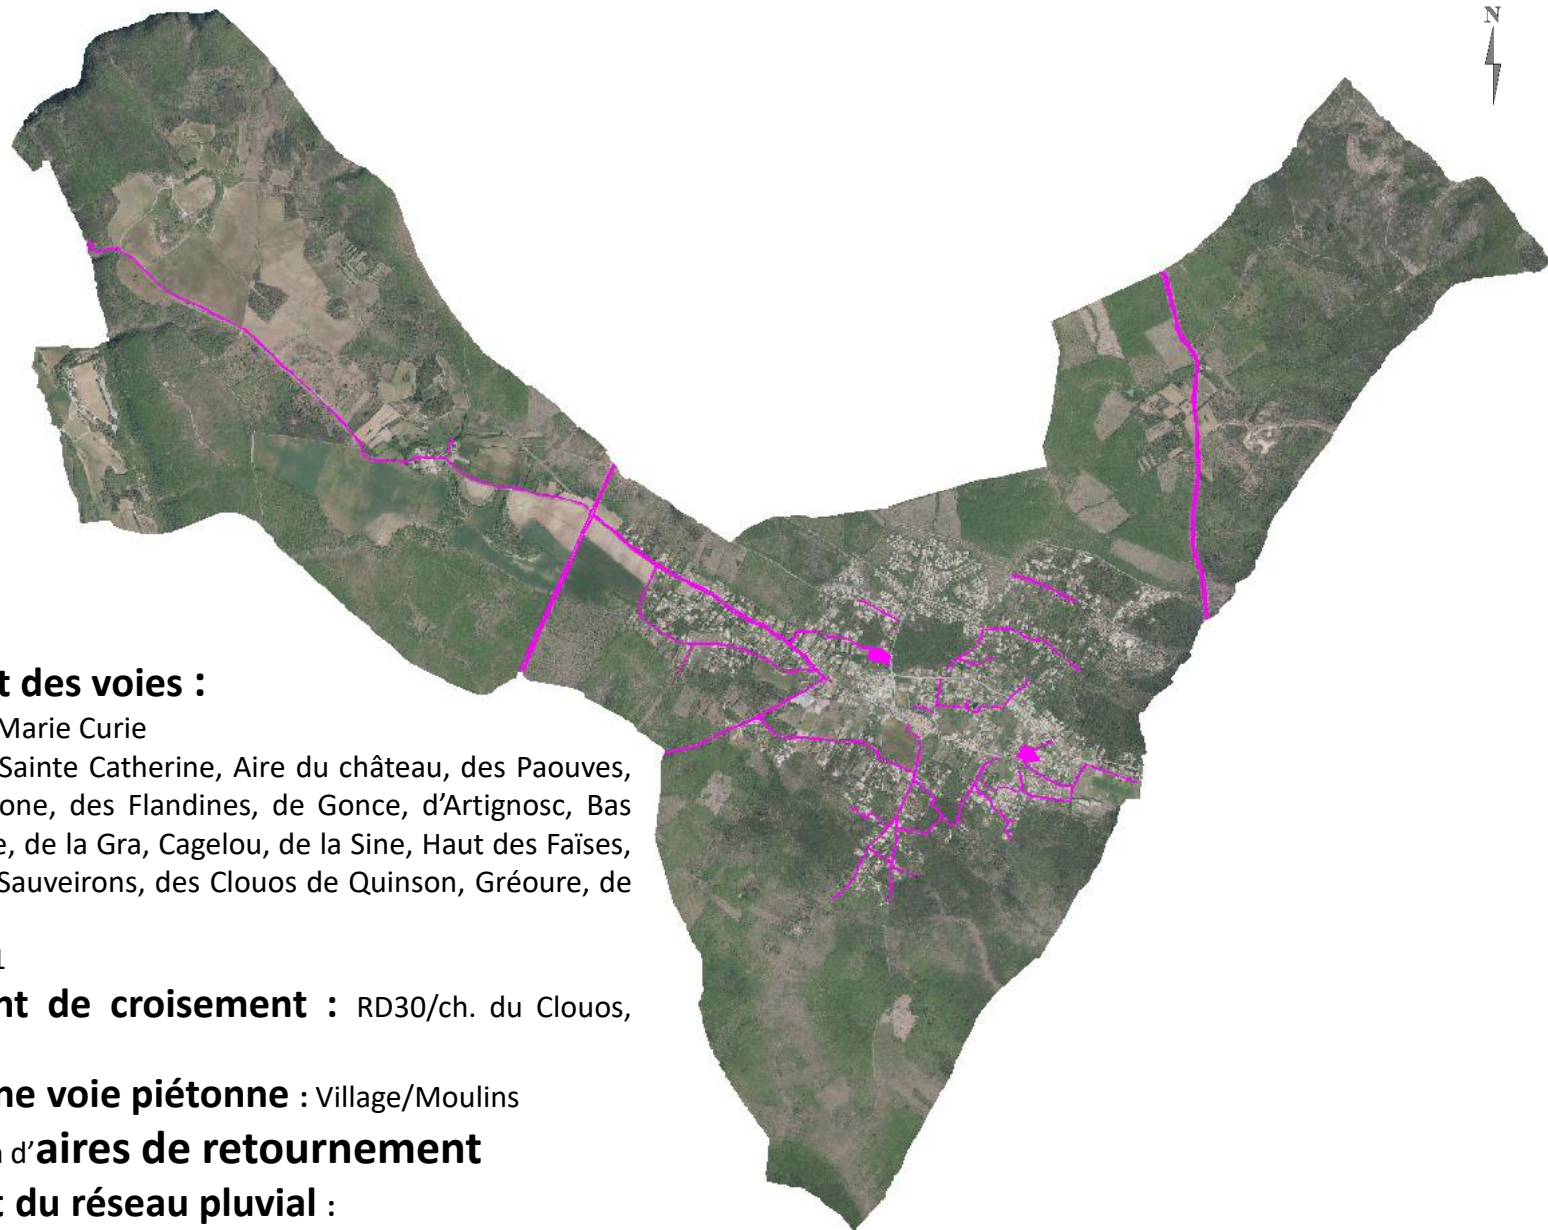 N
t des voies :
Marie Curie
Sainte Catherine, Aire du château, des Paouves,
one, des Flandines, de Gonce, d'Artignosc, Bas
e, de la Gra, Cagelou, de la Sine, Haut des Faïses,
Sauveirons, des Clouos de Quinson, Gréoure, de
1
nt de croisement : RD30/ch. du Clouos,
ne voie piétonne : Village/Moulins
n d'aires de retournement
t du réseau pluvial :